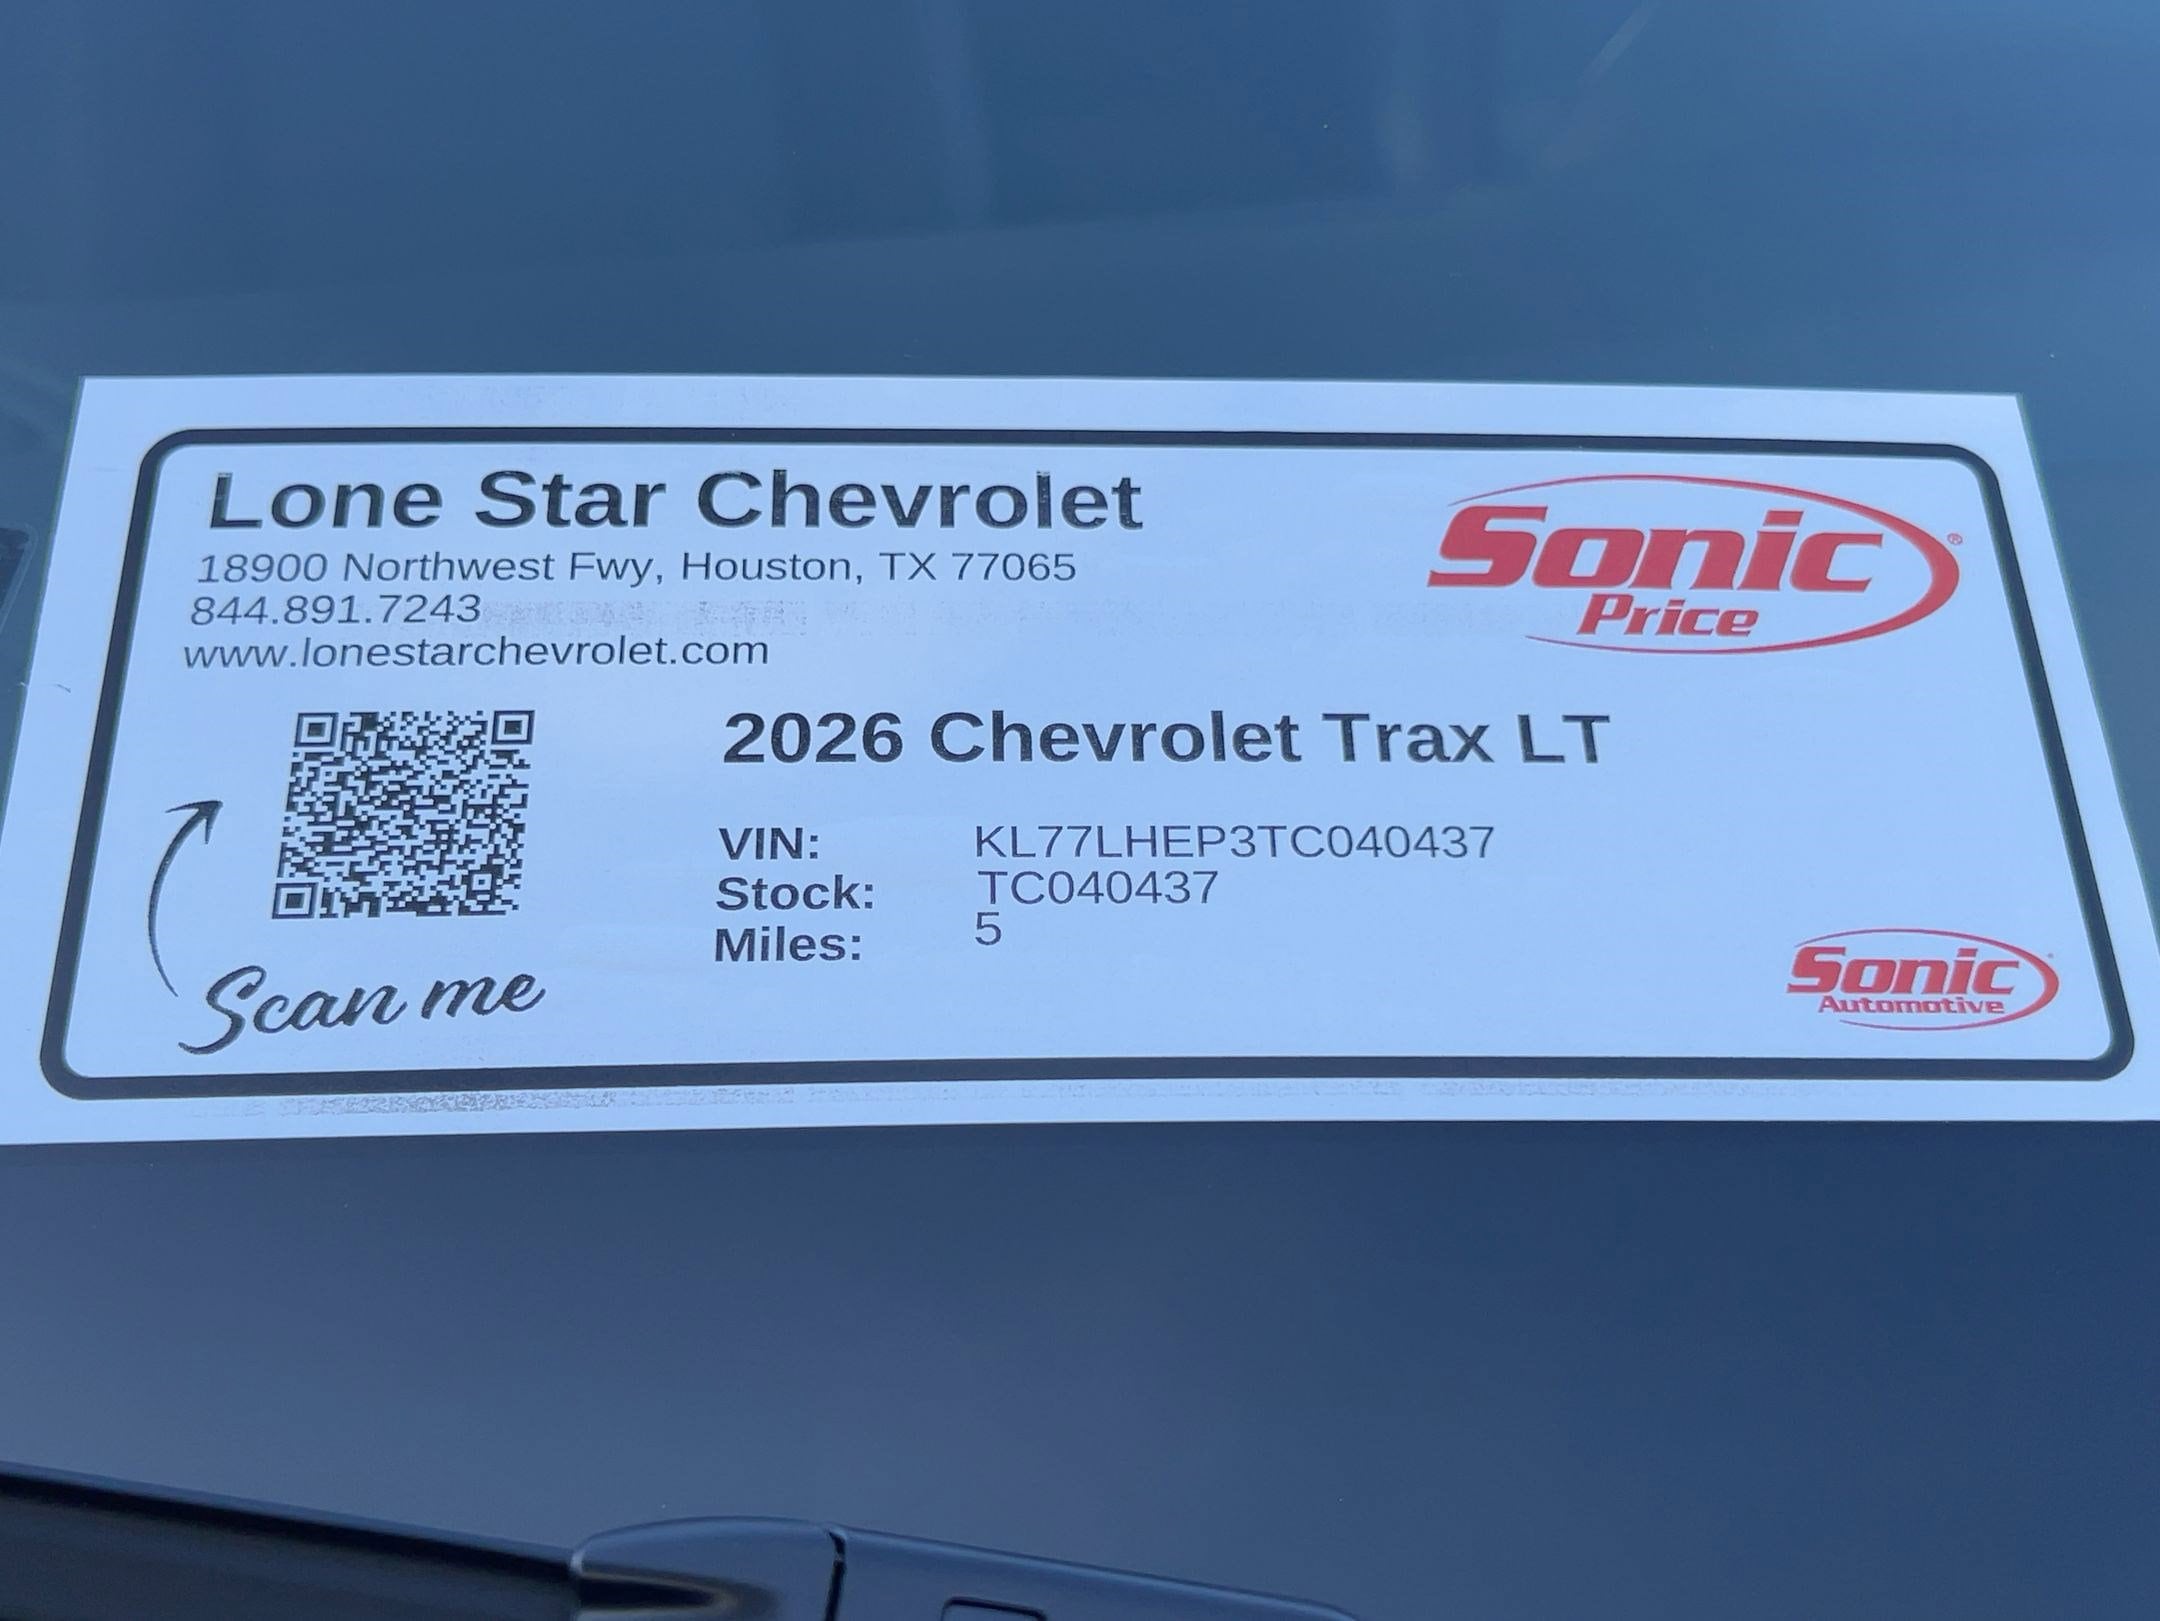 Lone Star Chevrolet
18900 Northwest Fwy, Houston, TX 77065
844.891.7243
www.lonestarchevrolet.com
Sonic®
Price
2026 Chevrolet Trax LT
VIN: KL77LHEP3TC040437
Stock: TC040437
Miles: 5
Scan me
Sonic
Automotive